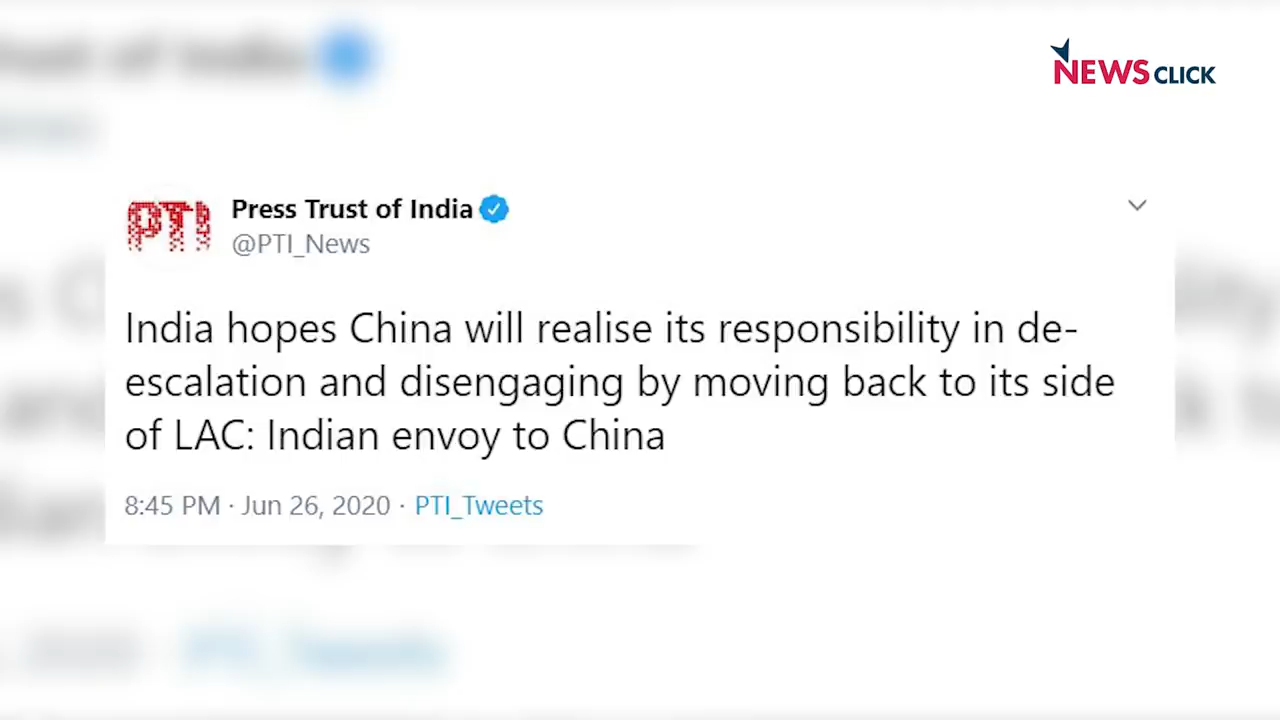 NEWS CLICK
PTI
Press Trust of India
@PTI_News
India hopes China will realise its responsibility in de-
escalation and disengaging by moving back to its side
of LAC: Indian envoy to China
8:45 PM · Jun 26, 2020 · PTI_Tweets